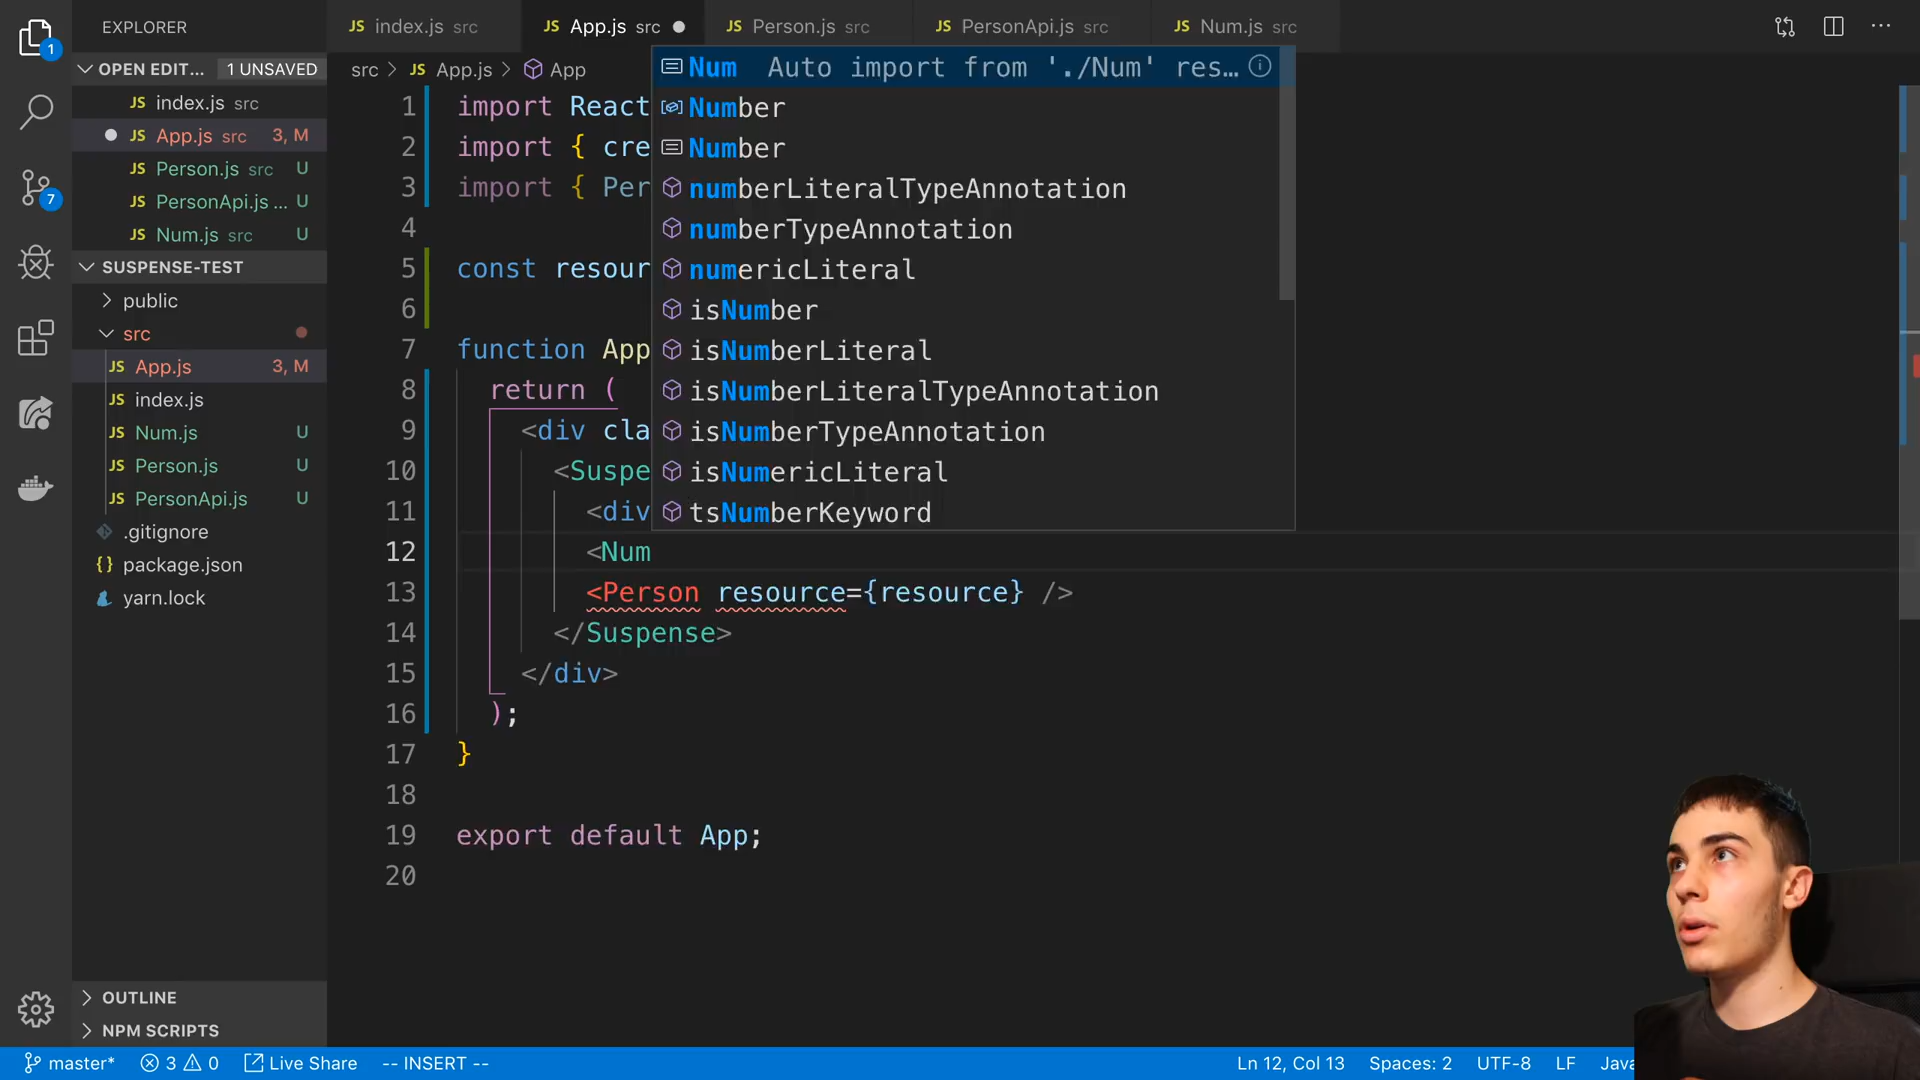 EXPLORER
JS index.js src
JS App.js src
JS Person.js src
JS PersonApi.js src
JS Num.js src
1
OPEN EDIT... 1 UNSAVED
JS index.js src
JS App.js src 3, M
JS Person.js src U
JS PersonApi.js ... U
JS Num.js src U
7
SUSPENSE-TEST
public
src
JS App.js 3, M
JS index.js
JS Num.js U
JS Person.js U
JS PersonApi.js U
.gitignore
{} package.json
yarn.lock
OUTLINE
NPM SCRIPTS
src > JS App.js > App
Num Auto import from './Num' res...
Number
Number
numberLiteralTypeAnnotation
numberTypeAnnotation
numericLiteral
isNumber
isNumberLiteral
isNumberLiteralTypeAnnotation
isNumberTypeAnnotation
isNumericLiteral
tsNumberKeyword
1 import React
2 import { cre
3 import { Per
4
5 const resour
6
7 function App
8 return (
9 <div cla
10 <Suspe
11 <div
12 <Num
13 <Person resource={resource} />
14 </Suspense>
15 </div>
16 );
17 }
18
19 export default App;
20
master* 3 0 Live Share -- INSERT -- Ln 12, Col 13 Spaces: 2 UTF-8 LF Java